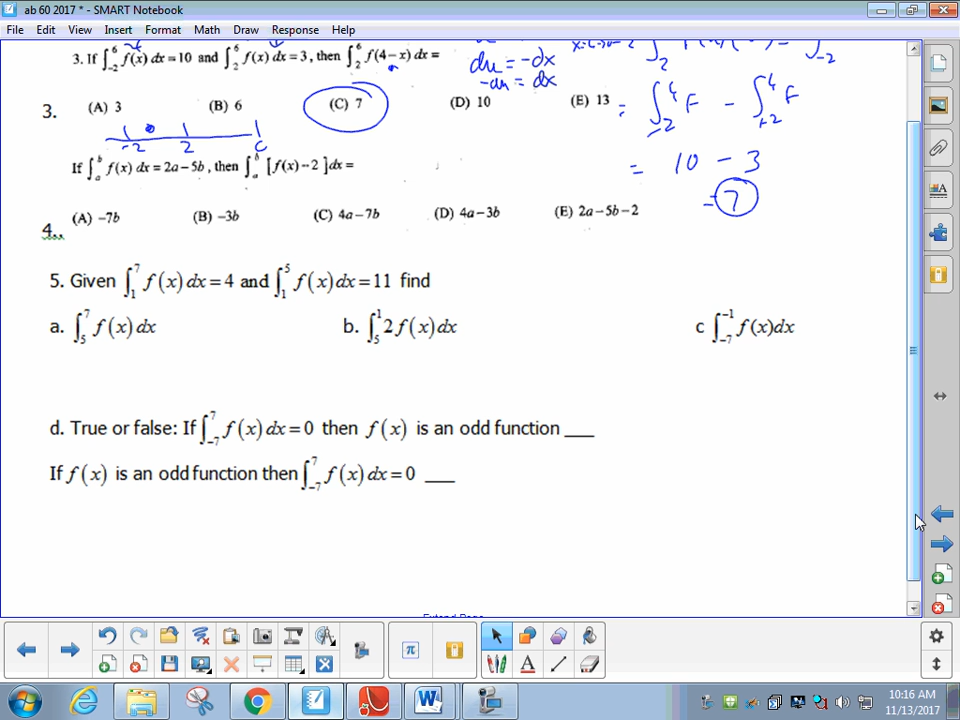 ab 60 2017 * - SMART Notebook
File Edit View Insert Format Math Draw Response Help
3. If ∫_{-2}^{6} f(x) dx = 10 and ∫_{2}^{6} f(x) dx = 3, then ∫_{2}^{6} f(4-x) dx =
du = -dx
-du = dx
3. (A) 3 (B) 6 (C) 7 (D) 10 (E) 13
-2 2 6
= 10 - 3
= 7
If ∫_{a}^{b} f(x) dx = 2a - 5b, then ∫_{a}^{b} [f(x) - 2] dx =
(A) -7b (B) -3b (C) 4a - 7b (D) 4a - 3b (E) 2a - 5b - 2
4..
5. Given ∫_{1}^{7} f(x) dx = 4 and ∫_{1}^{5} f(x) dx = 11 find
a. ∫_{5}^{7} f(x) dx b. ∫_{5}^{1} 2 f(x) dx c ∫_{-7}^{-1} f(x)dx
d. True or false: If ∫_{-7}^{7} f(x) dx = 0 then f(x) is an odd function ___
If f(x) is an odd function then ∫_{-7}^{7} f(x) dx = 0 ___
Extend Page
10:16 AM
11/13/2017